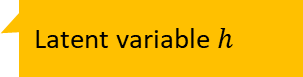 Latent variable ℎ